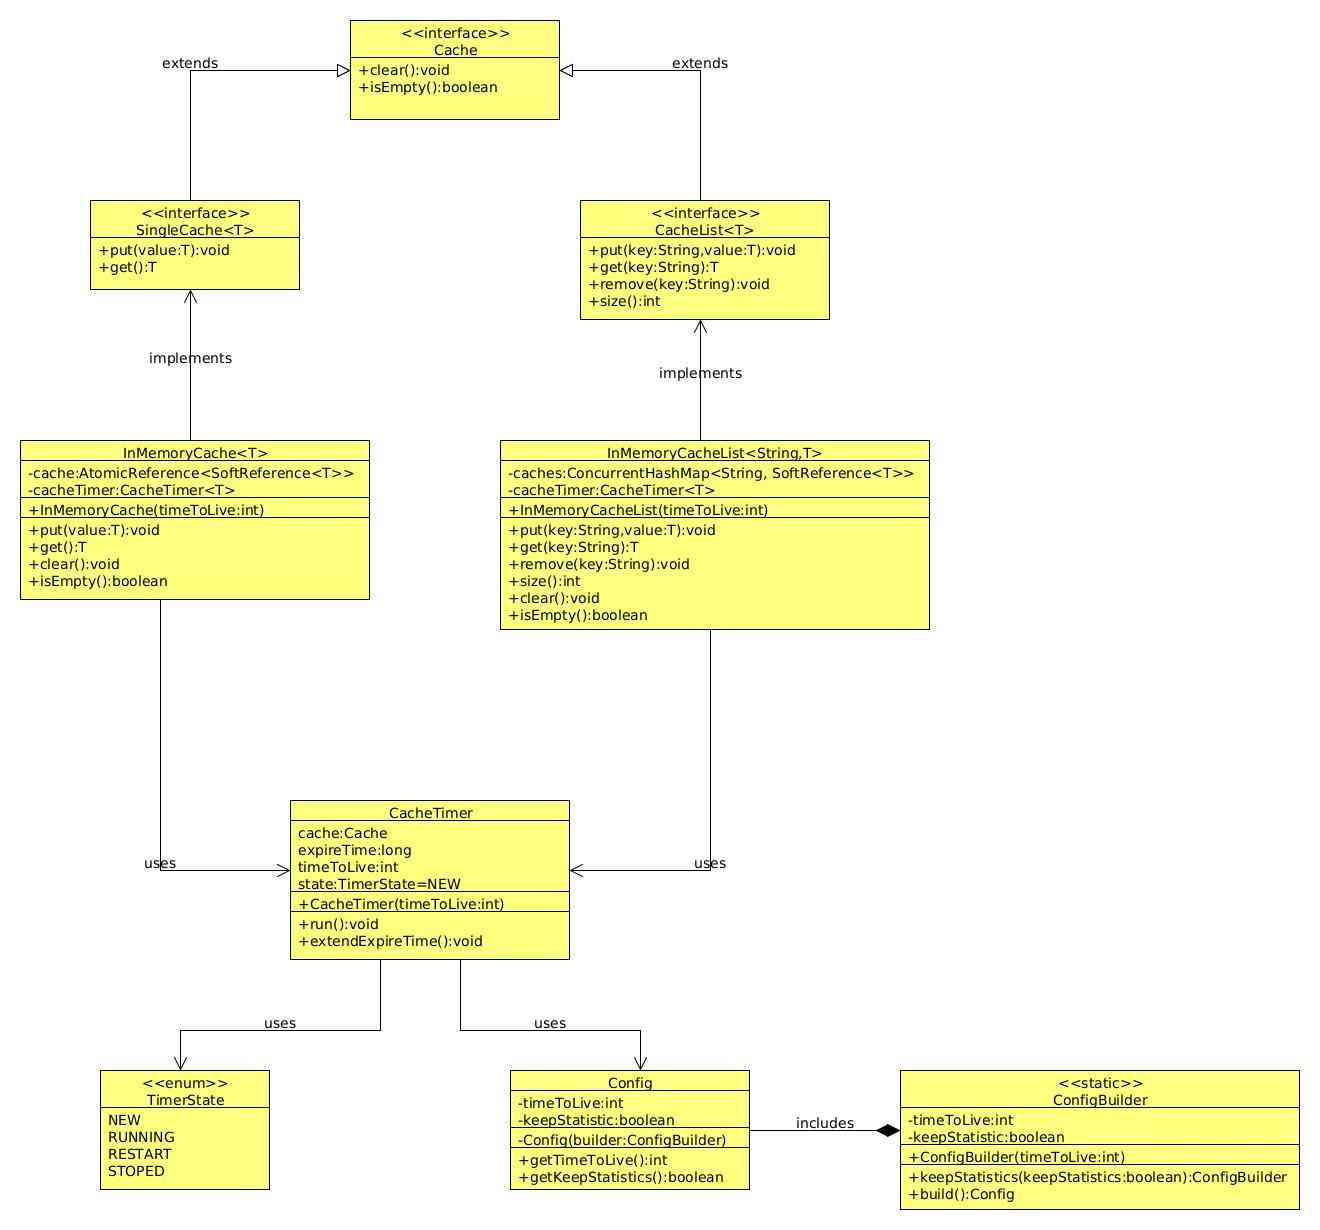 <<interface>>
Cache
+clear():void
+isEmpty():boolean
extends
extends
<<interface>>
SingleCache<T>
+put(value:T):void
+get():T
<<interface>>
CacheList<T>
+put(key:String,value:T):void
+get(key:String):T
+remove(key:String):void
+size():int
implements
implements
InMemoryCache<T>
-cache:AtomicReference<SoftReference<T>>
-cacheTimer:CacheTimer<T>
+InMemoryCache(timeToLive:int)
+put(value:T):void
+get():T
+clear():void
+isEmpty():boolean
InMemoryCacheList<String,T>
-caches:ConcurrentHashMap<String, SoftReference<T>>
-cacheTimer:CacheTimer<T>
+InMemoryCacheList(timeToLive:int)
+put(key:String,value:T):void
+get(key:String):T
+remove(key:String):void
+size():int
+clear():void
+isEmpty():boolean
uses
uses
CacheTimer
cache:Cache
expireTime:long
timeToLive:int
state:TimerState=NEW
+CacheTimer(timeToLive:int)
+run():void
+extendExpireTime():void
uses
uses
<<enum>>
TimerState
NEW
RUNNING
RESTART
STOPED
Config
-timeToLive:int
-keepStatistic:boolean
-Config(builder:ConfigBuilder)
+getTimeToLive():int
+getKeepStatistics():boolean
includes
<<static>>
ConfigBuilder
-timeToLive:int
-keepStatistic:boolean
+ConfigBuilder(timeToLive:int)
+keepStatistics(keepStatistics:boolean):ConfigBuilder
+build():Config